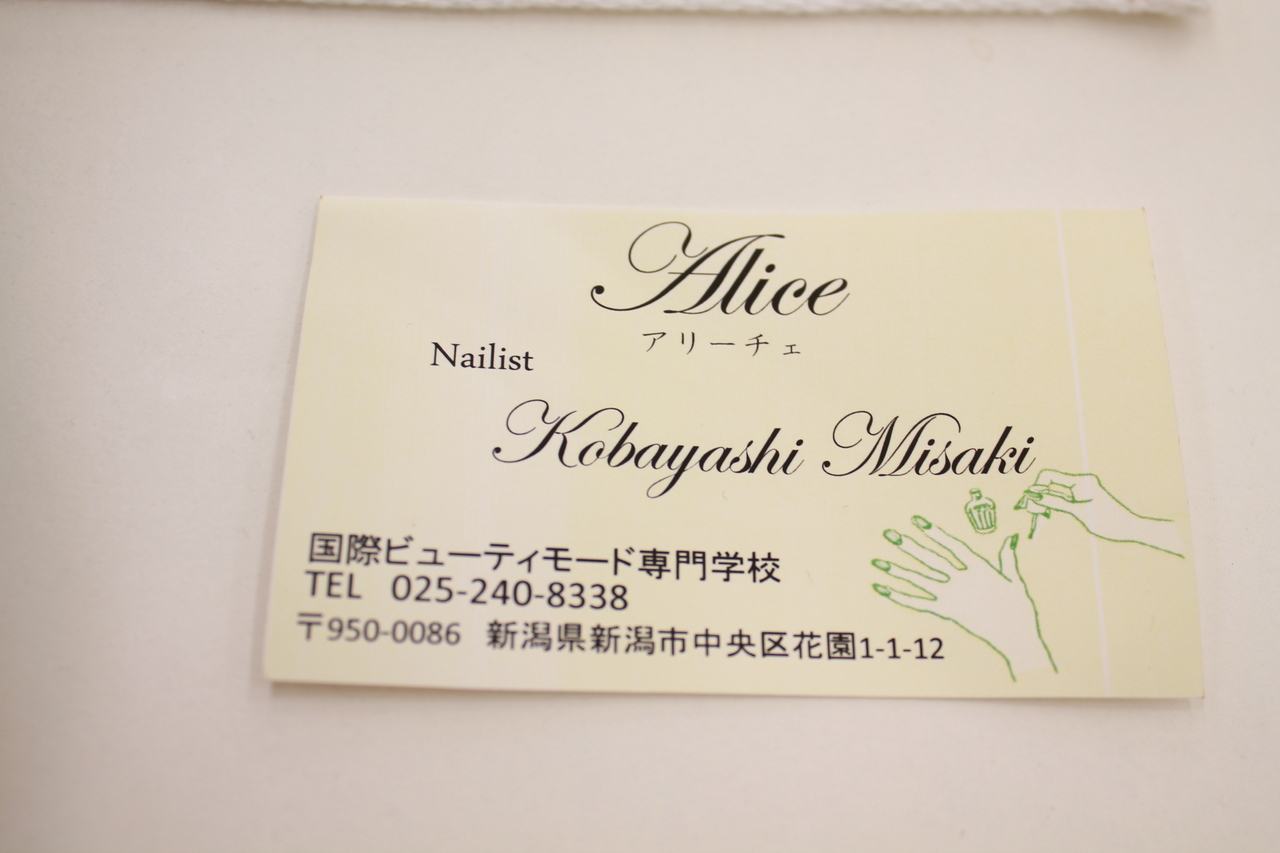 Alice
アリーチェ
Nailist
Kobayashi Misaki
国際ビューティモード専門学校
TEL 025-240-8338
〒950-0086 新潟県新潟市中央区花園1-1-12